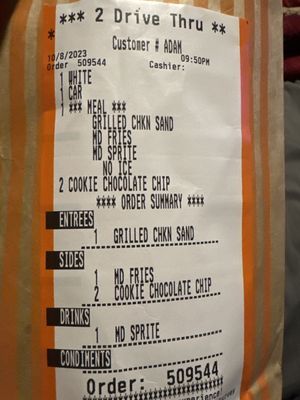 *** 2 Drive Thru **
Customer # ADAM
10/8/2023 09:50PM
Order 509544 Cashier:
1 WHITE
1 CAR
1 *** MEAL ***
GRILLED CHKN SAND
MD FRIES
MD SPRITE
NO ICE
2 COOKIE CHOCOLATE CHIP
**** ORDER SUMMARY ****
ENTREES
1 GRILLED CHKN SAND
SIDES
1 MD FRIES
2 COOKIE CHOCOLATE CHIP
DRINKS
1 MD SPRITE
CONDIMENTS
Order: 509544